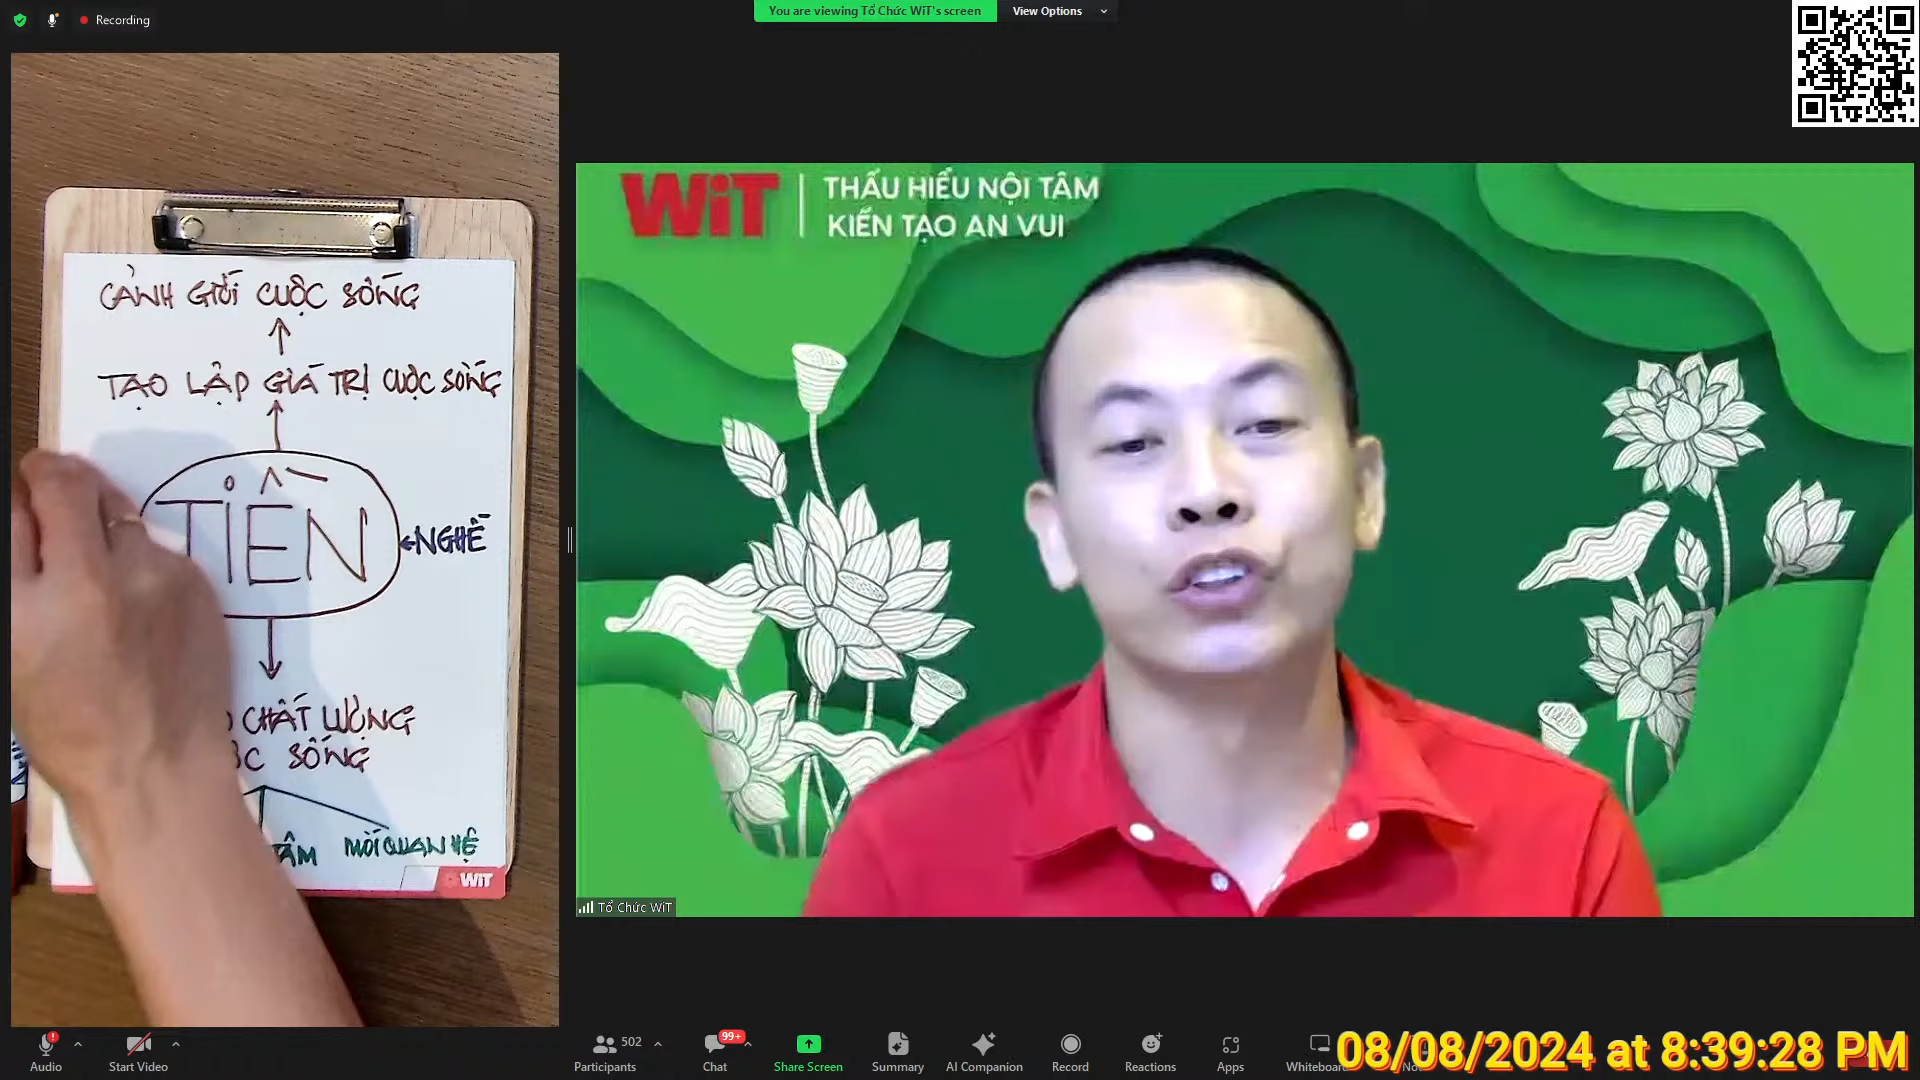 Recording
You are viewing Tổ Chức WiT's screen
View Options
CẢNH GIỚI CUỘC SỐNG
TẠO LẬP GIÁ TRỊ CUỘC SỐNG
TIỀN
NGHỀ
CHẤT LƯỢNG
SỐNG
TÂM
MỐI QUAN HỆ
WiT
WiT
THẤU HIỂU NỘI TÂM
KIẾN TẠO AN VUI
Tổ Chức WiT
Audio
Start Video
502
Participants
99+
Chat
Share Screen
Summary
AI Companion
Record
Reactions
Apps
Whiteboards
08/08/2024 at 8:39:28 PM